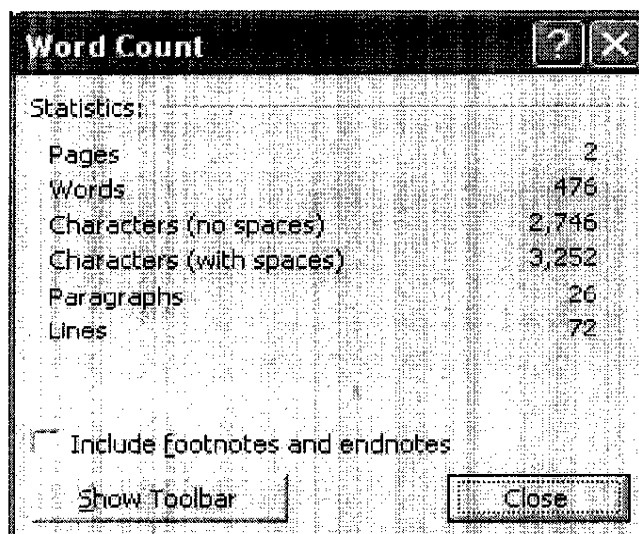 Word Count ? X
Statistics:
Pages 2
Words 476
Characters (no spaces) 2,746
Characters (with spaces) 3,252
Paragraphs 26
Lines 72
Include footnotes and endnotes
Show Toolbar Close